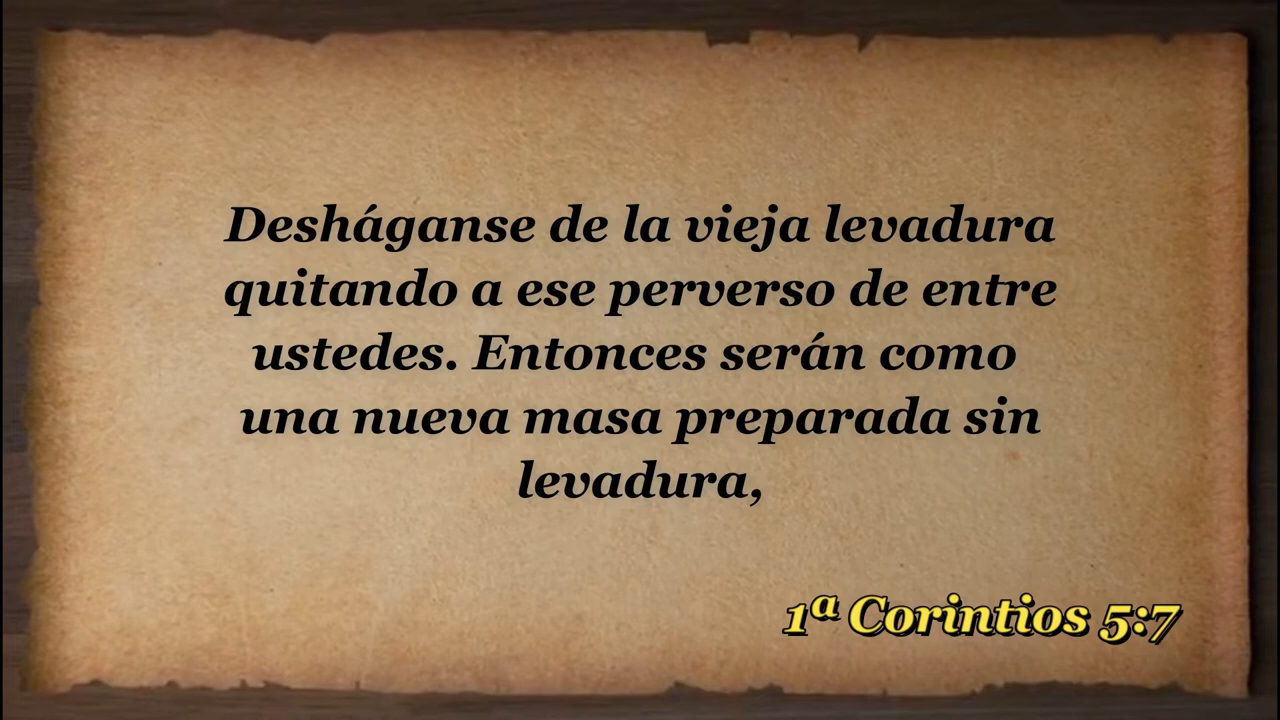 Desháganse de la vieja levadura
quitando a ese perverso de entre
ustedes. Entonces serán como
una nueva masa preparada sin
levadura,
1ª Corintios 5:7